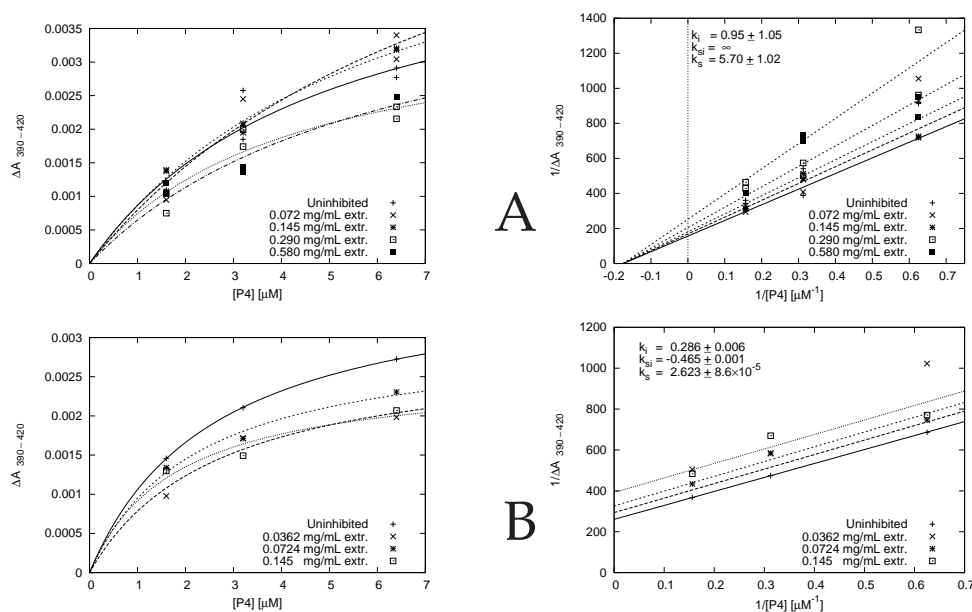 0.0035
0.003
0.0025
0.002
0.0015
0.001
0.0005
0
ΔA 390−420
0 1 2 3 4 5 6 7
[P4] [μM]
Uninhibited
0.072 mg/mL extr.
0.145 mg/mL extr.
0.290 mg/mL extr.
0.580 mg/mL extr.
A
1400
1200
1000
800
600
400
200
0
1/ΔA 390−420
ki = 0.95 ± 1.05
ksi = ∞
ks = 5.70 ± 1.02
Uninhibited
0.072 mg/mL extr.
0.145 mg/mL extr.
0.290 mg/mL extr.
0.580 mg/mL extr.
-0.2 -0.1 0 0.1 0.2 0.3 0.4 0.5 0.6 0.7
1/[P4] [μM-1]
0.003
0.0025
0.002
0.0015
0.001
0.0005
0
ΔA 390−420
Uninhibited
0.0362 mg/mL extr.
0.0724 mg/mL extr.
0.145 mg/mL extr.
0 1 2 3 4 5 6 7
[P4] [μM]
B
1200
1000
800
600
400
200
0
1/ΔA 390−420
ki = 0.286 ± 0.006
ksi = -0.465 ± 0.001
ks = 2.623 ± 8.6×10-5
Uninhibited
0.0362 mg/mL extr.
0.0724 mg/mL extr.
0.145 mg/mL extr.
0 0.1 0.2 0.3 0.4 0.5 0.6 0.7
1/[P4] [μM-1]